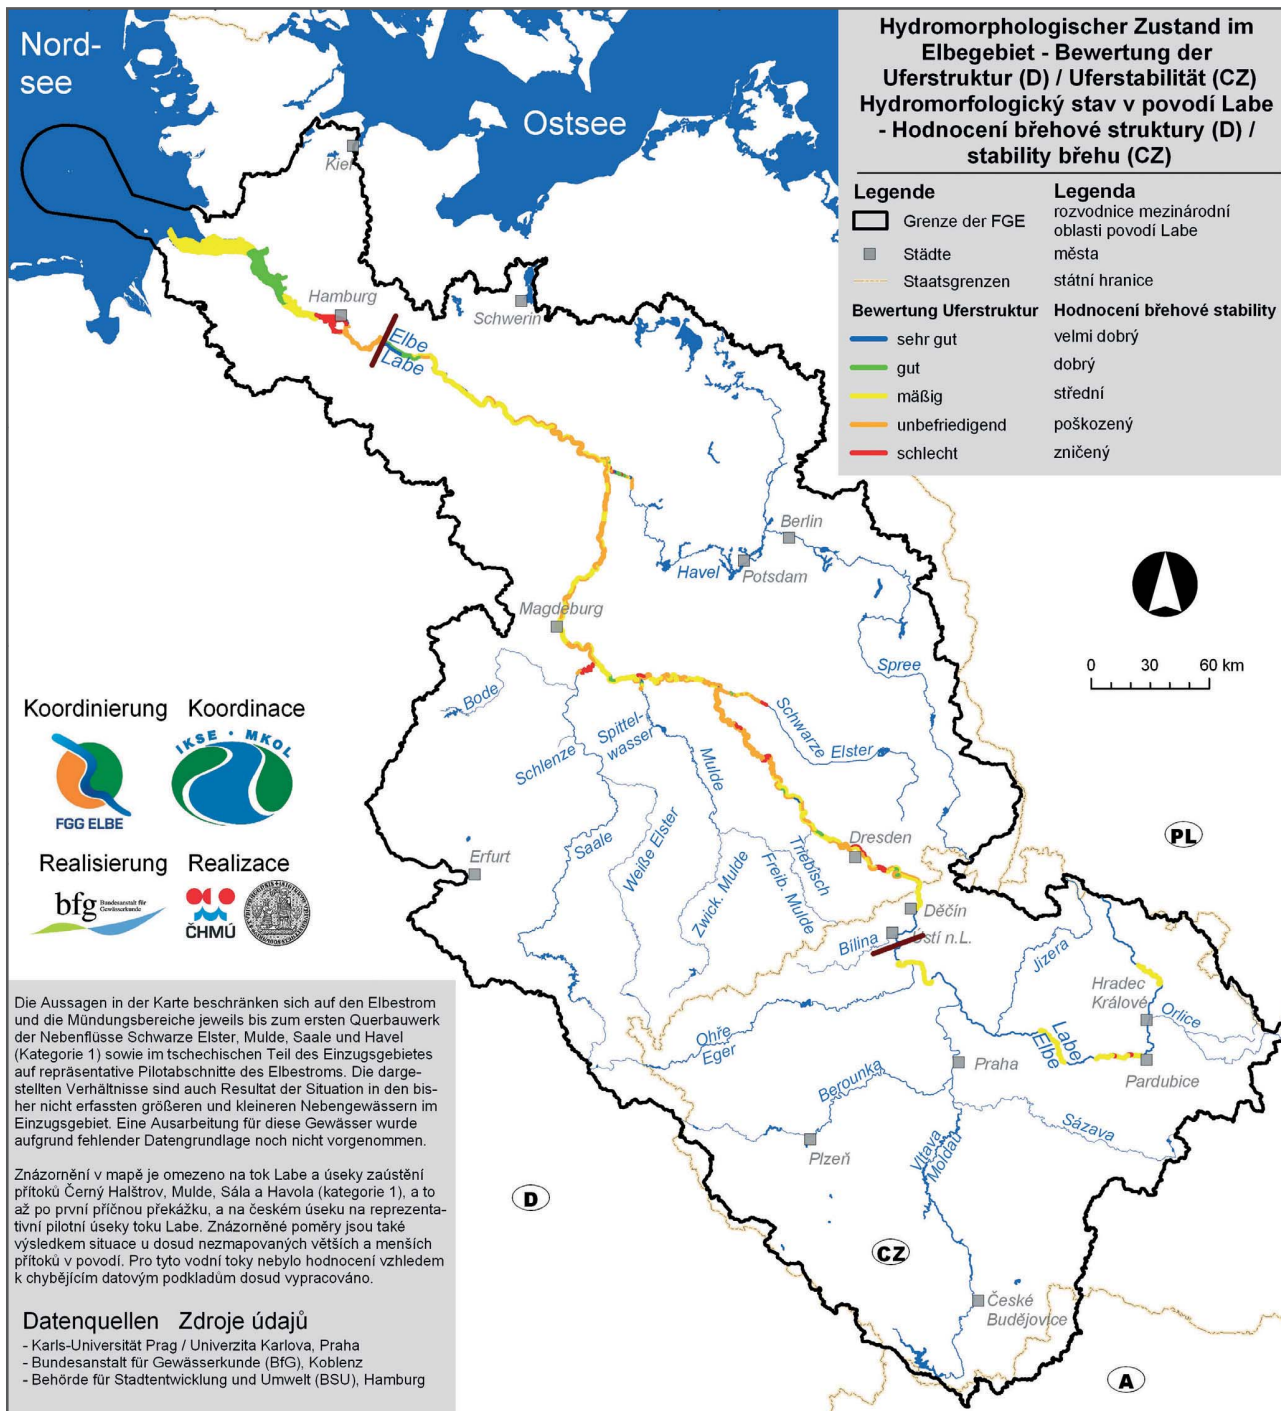 Nord-
see
Ostsee
Hydromorphologischer Zustand im
Elbegebiet - Bewertung der
Uferstruktur (D) / Uferstabilität (CZ)
Hydromorfologický stav v povodí Labe
- Hodnocení břehové struktury (D) /
stability břehu (CZ)
Legende Legenda
Grenze der FGE rozvodnice mezinárodní
oblasti povodí Labe
Städte města
Staatsgrenzen státní hranice
Bewertung Uferstruktur Hodnocení břehové stability
sehr gut velmi dobrý
gut dobrý
mäßig střední
unbefriedigend poškozený
schlecht zničený
Kiel
Hamburg
Schwerin
Elbe
Labe
Berlin
Havel
Potsdam
Magdeburg
Spree
0 30 60 km
Bode
Schlenze
Spittel-
wasser
Mulde
Schwarze
Elster
Saale
Weiße Elster
Zwick. Mulde
Freib. Mulde
Triebisch
Dresden
Erfurt
PL
Děčín
Ústí n.L.
Bílina
Jizera
Hradec
Králové
Orlice
Labe
Elbe
Ohře
Eger
Praha
Pardubice
Berounka
Sázava
Plzeň
Vltava
Moldau
D
CZ
České
Budějovice
A
Koordinierung Koordinace
FGG ELBE
IKSE • MKOL
Realisierung Realizace
bfg Bundesanstalt für
Gewässerkunde
ČHMÚ
Die Aussagen in der Karte beschränken sich auf den Elbestrom
und die Mündungsbereiche jeweils bis zum ersten Querbauwerk
der Nebenflüsse Schwarze Elster, Mulde, Saale und Havel
(Kategorie 1) sowie im tschechischen Teil des Einzugsgebietes
auf repräsentative Pilotabschnitte des Elbestroms. Die darge-
stellten Verhältnisse sind auch Resultat der Situation in den bis-
her nicht erfassten größeren und kleineren Nebengewässern im
Einzugsgebiet. Eine Ausarbeitung für diese Gewässer wurde
aufgrund fehlender Datengrundlage noch nicht vorgenommen.
Znázornění v mapě je omezeno na tok Labe a úseky zaústění
přítoků Černý Halštrov, Mulde, Sála a Havola (kategorie 1), a to
až po první příčnou překážku, a na českém úseku na reprezenta-
tivní pilotní úseky toku Labe. Znázorněné poměry jsou také
výsledkem situace u dosud nezmapovaných větších a menších
přítoků v povodí. Pro tyto vodní toky nebylo hodnocení vzhledem
k chybějícím datovým podkladům dosud vypracováno.
Datenquellen Zdroje údajů
- Karls-Universität Prag / Univerzita Karlova, Praha
- Bundesanstalt für Gewässerkunde (BfG), Koblenz
- Behörde für Stadtentwicklung und Umwelt (BSU), Hamburg